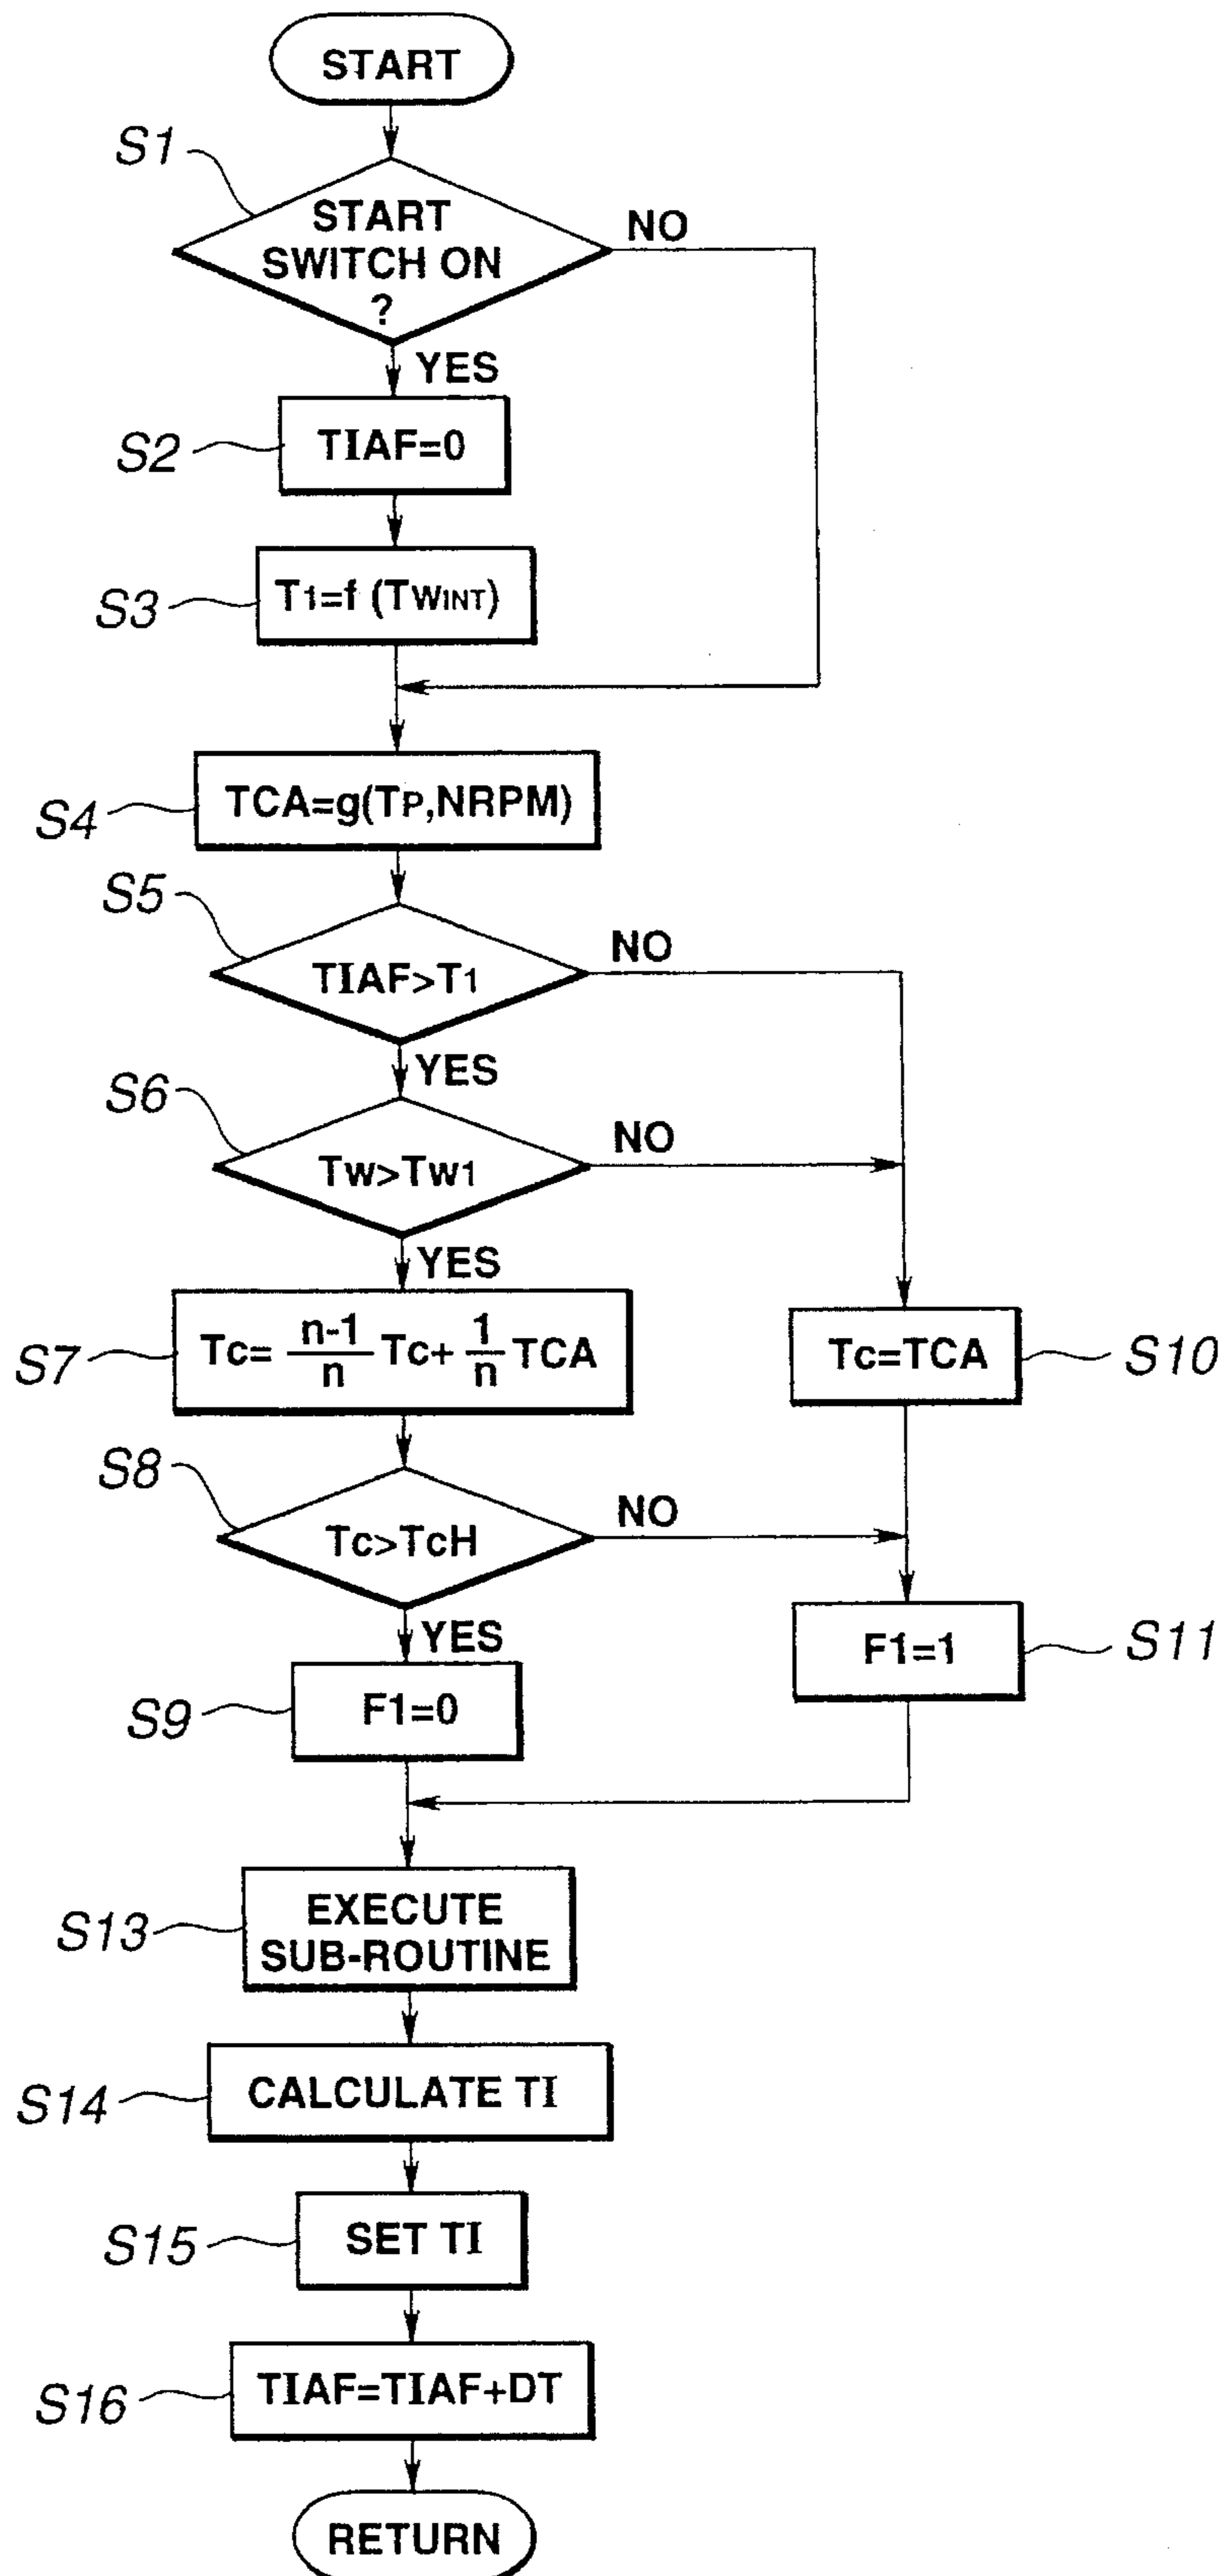 START
S1
START
SWITCH ON
?
NO
YES
S2
TIAF=0
S3
T1=f (TWINT)
S4
TCA=g(TP,NRPM)
S5
TIAF>T1
NO
YES
S6
Tw>Tw1
NO
YES
S7
Tc= n-1/n Tc+ 1/n TCA
Tc=TCA
S10
S8
Tc>TcH
NO
YES
S9
F1=0
F1=1
S11
S13
EXECUTE
SUB-ROUTINE
S14
CALCULATE TI
S15
SET TI
S16
TIAF=TIAF+DT
RETURN